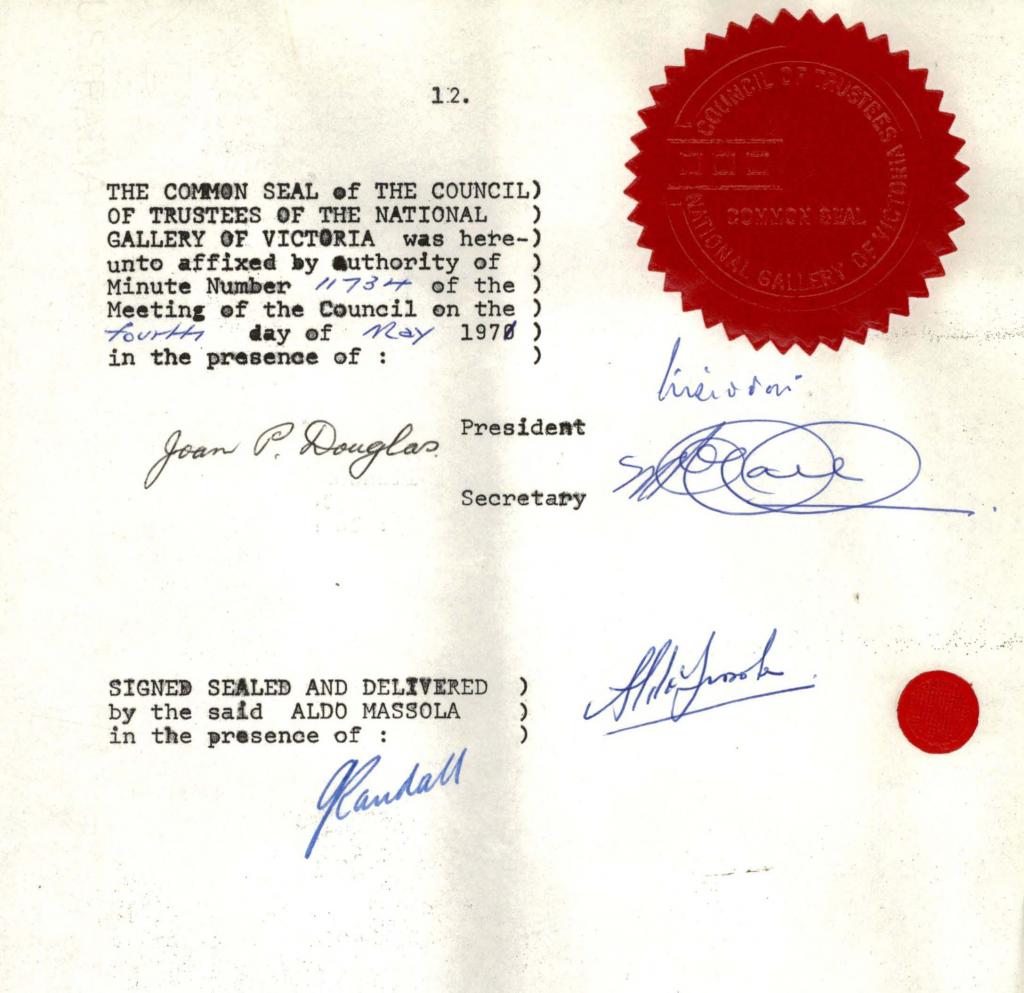 12.
COUNCIL OF TRUSTEES
NATIONAL GALLERY OF VICTORIA
COMMON SEAL
THE COMMON SEAL of THE COUNCIL)
OF TRUSTEES OF THE NATIONAL )
GALLERY OF VICTORIA was here-)
unto affixed by authority of )
Minute Number 11734 of the )
Meeting of the Council on the )
fourth day of May 197 )
in the presence of : )
Joan P. Douglas
President
Secretary
SIGNED SEALED AND DELIVERED )
by the said ALDO MASSOLA )
in the presence of : )
Randall